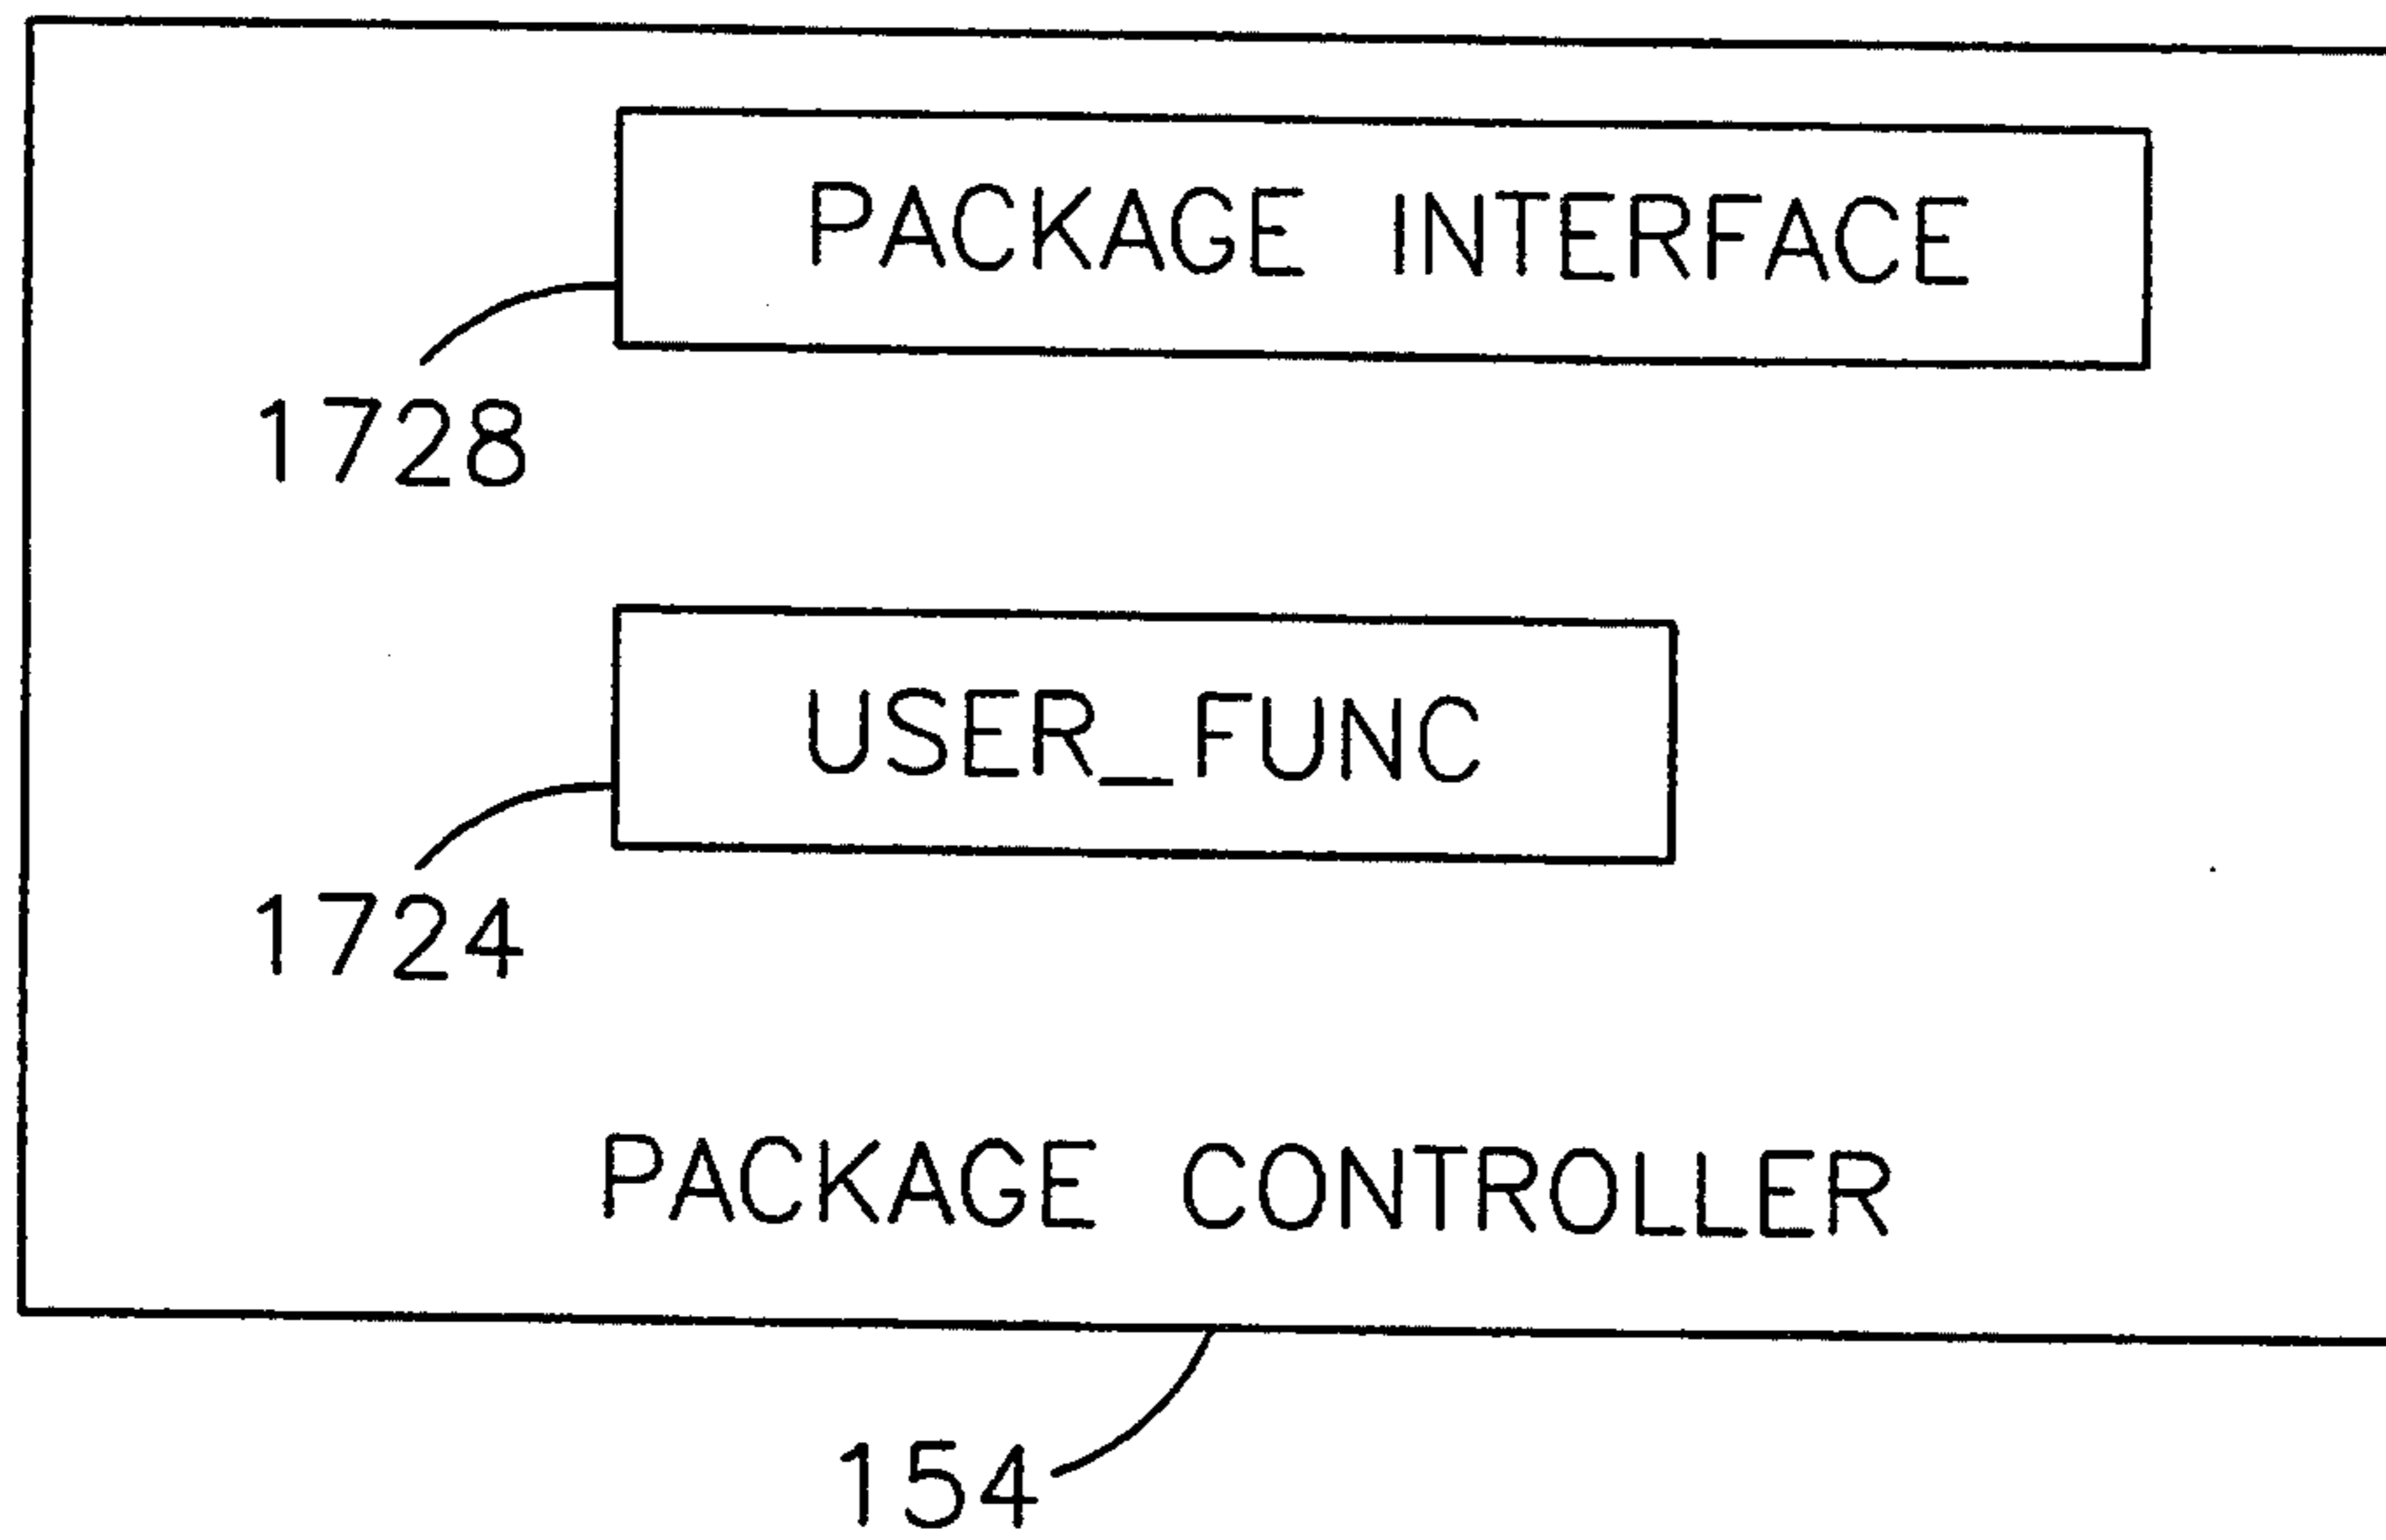 PACKAGE INTERFACE
1728
USER_FUNC
1724
PACKAGE CONTROLLER
154